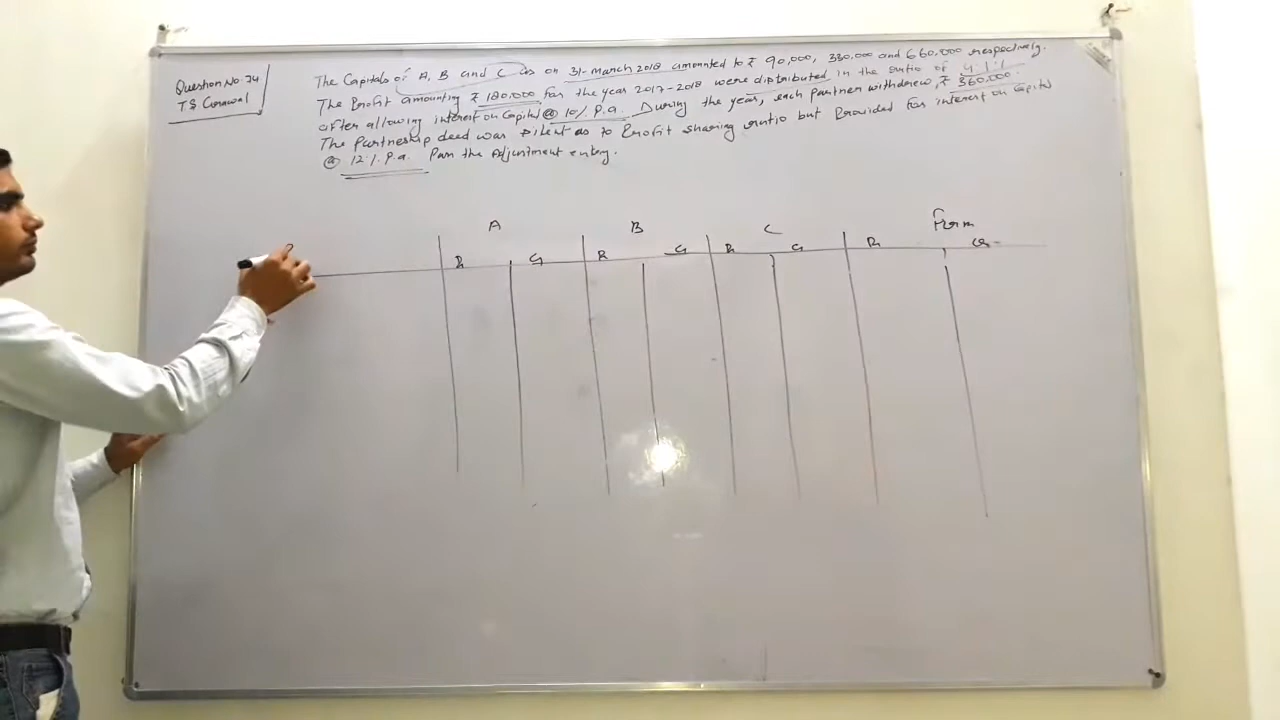 Question No. 34
T.S Grewal
The Capitals of A, B and C as on 31-March 2018 amounted to ₹ 90,000, 330,000 and 660,000 respectively.
The Profit amounting ₹ 180,000 for the year 2017-2018 were distributed in the ratio of 4:1:1
after allowing interest on Capital @ 10% P.a. During the year, each partner withdrew, ₹ 360,000.
The Partneship deed was silent as to Profit sharing ratio but Provided for interest on Capital
@ 12% P.a. Pass the Adjustment entry.
A B C Firm